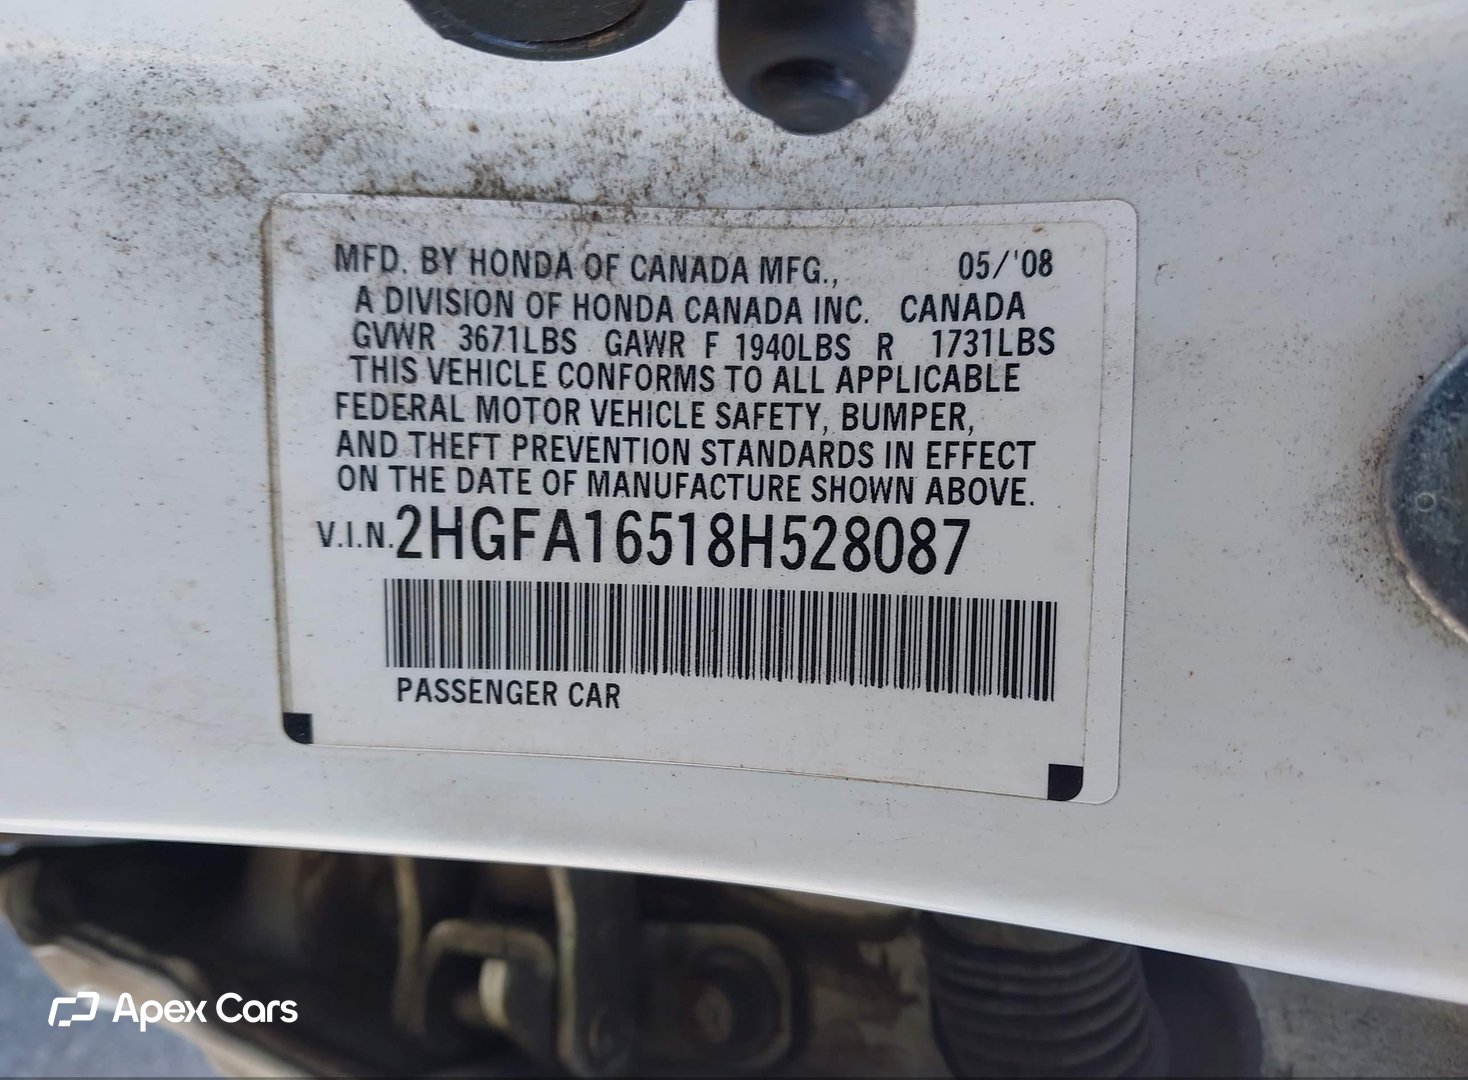 MFD. BY HONDA OF CANADA MFG., 05/'08
A DIVISION OF HONDA CANADA INC. CANADA
GVWR 3671LBS GAWR F 1940LBS R 1731LBS
THIS VEHICLE CONFORMS TO ALL APPLICABLE
FEDERAL MOTOR VEHICLE SAFETY, BUMPER,
AND THEFT PREVENTION STANDARDS IN EFFECT
ON THE DATE OF MANUFACTURE SHOWN ABOVE.
V.I.N. 2HGFA16518H528087
PASSENGER CAR
Apex Cars